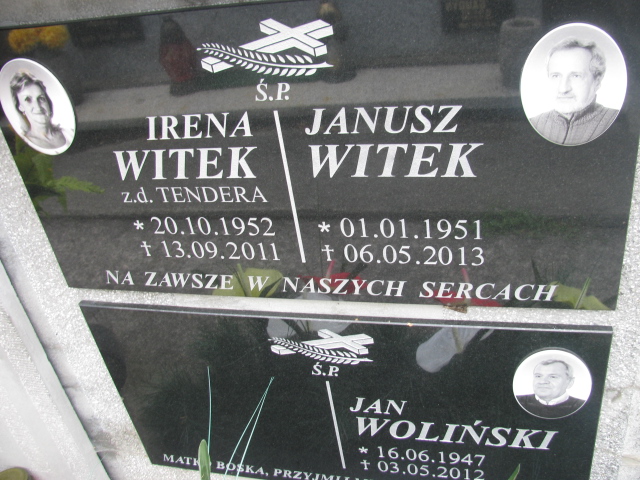 Ś.P.
IRENA
WITEK
z.d. TENDERA
* 20.10.1952
† 13.09.2011
JANUSZ
WITEK
* 01.01.1951
† 06.05.2013
NA ZAWSZE W NASZYCH SERCACH
Ś.P.
JAN
WOLIŃSKI
* 16.06.1947
† 03.05.2012
BOSKA, PRZYJMIJ